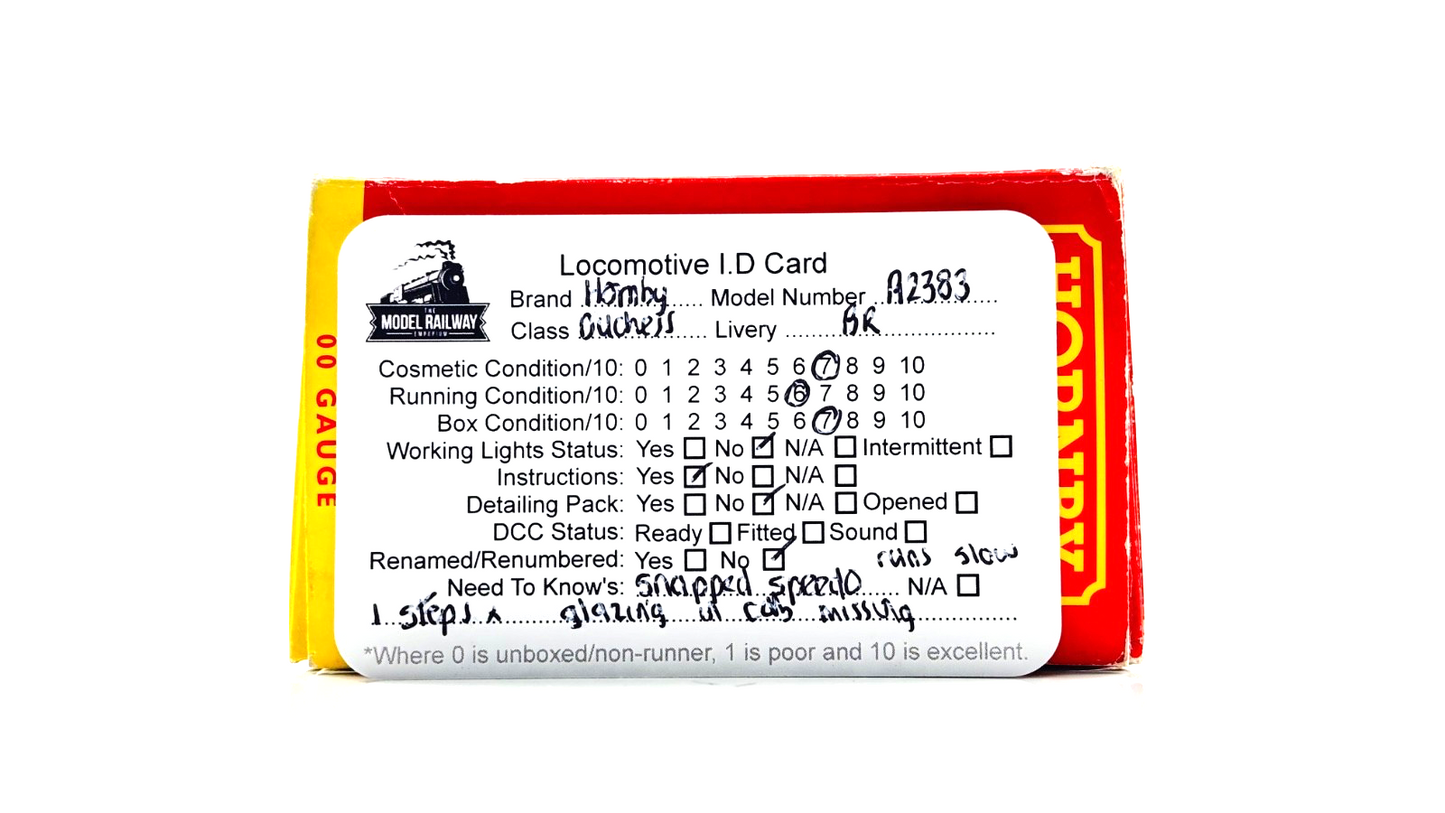 00 GAUGE
HORNBY
THE
MODEL RAILWAY
EMPORIUM
Locomotive I.D Card
Brand Hornby Model Number R2383
Class Duchess Livery BR
Cosmetic Condition/10: 0 1 2 3 4 5 6 7 8 9 10
Running Condition/10: 0 1 2 3 4 5 6 7 8 9 10
Box Condition/10: 0 1 2 3 4 5 6 7 8 9 10
Working Lights Status: Yes No N/A Intermittent
Instructions: Yes No N/A
Detailing Pack: Yes No N/A Opened
DCC Status: Ready Fitted Sound
Renamed/Renumbered: Yes No runs slow
Need To Know's: snapped speedo N/A
steps glazing in cab missing
*Where 0 is unboxed/non-runner, 1 is poor and 10 is excellent.